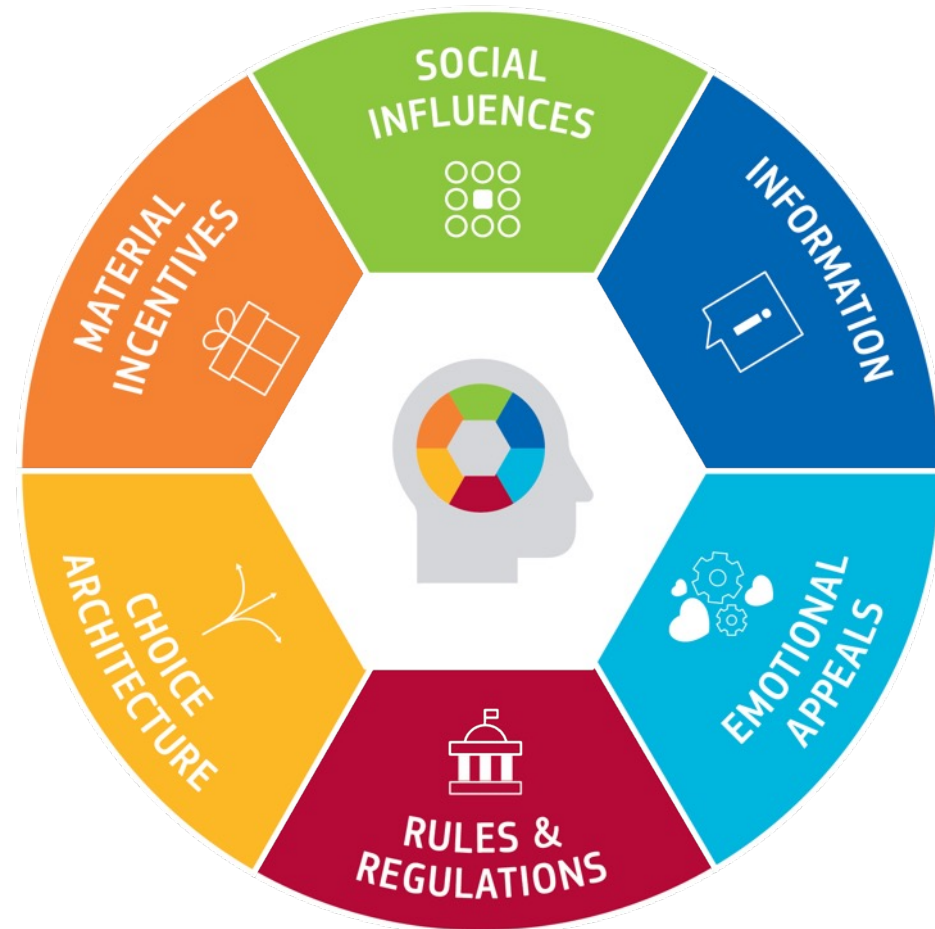 SOCIAL
INFLUENCES
INFORMATION
EMOTIONAL
APPEALS
RULES &
REGULATIONS
CHOICE
ARCHITECTURE
MATERIAL
INCENTIVES